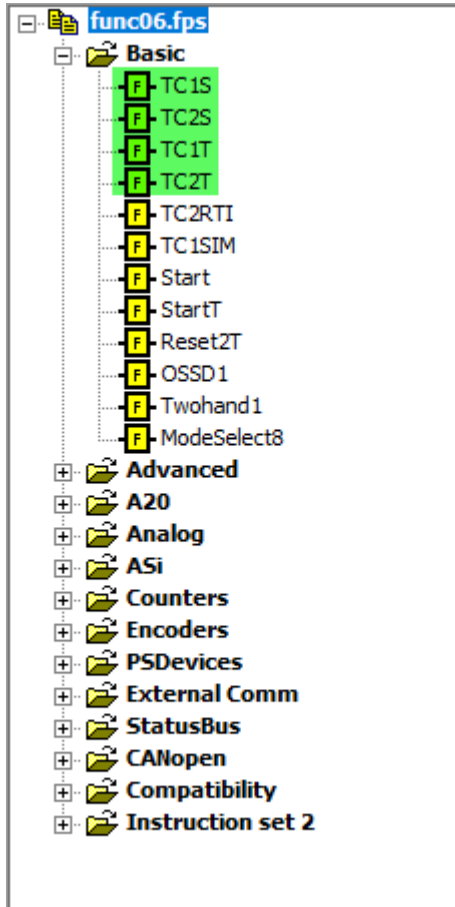 func06.fps
Basic
F TC1S
F TC2S
F TC1T
F TC2T
F TC2RTI
F TC1SIM
F Start
F StartT
F Reset2T
F OSSD1
F Twohand1
F ModeSelect8
Advanced
A20
Analog
ASi
Counters
Encoders
PSDevices
External Comm
StatusBus
CANopen
Compatibility
Instruction set 2